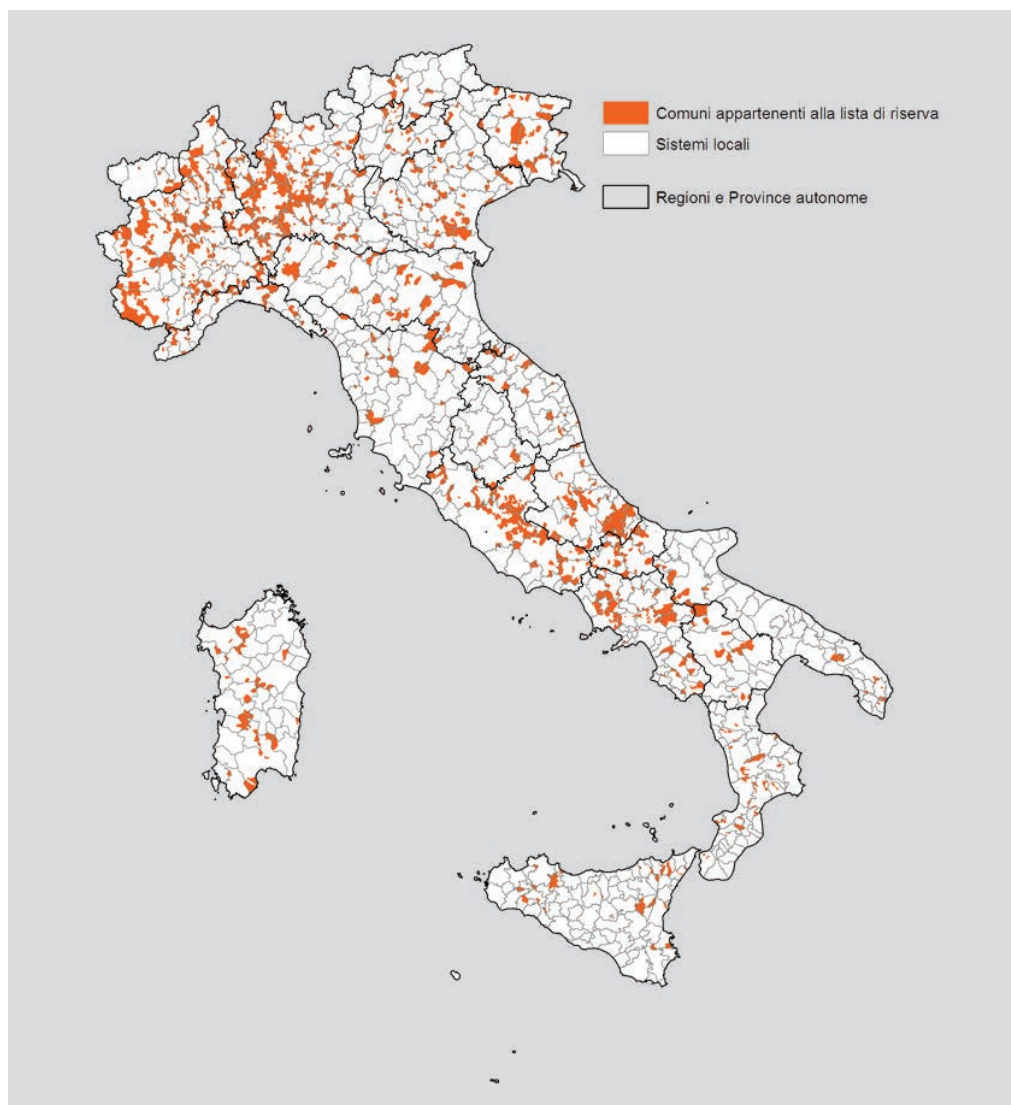 Comuni appartenenti alla lista di riserva
Sistemi locali
Regioni e Province autonome